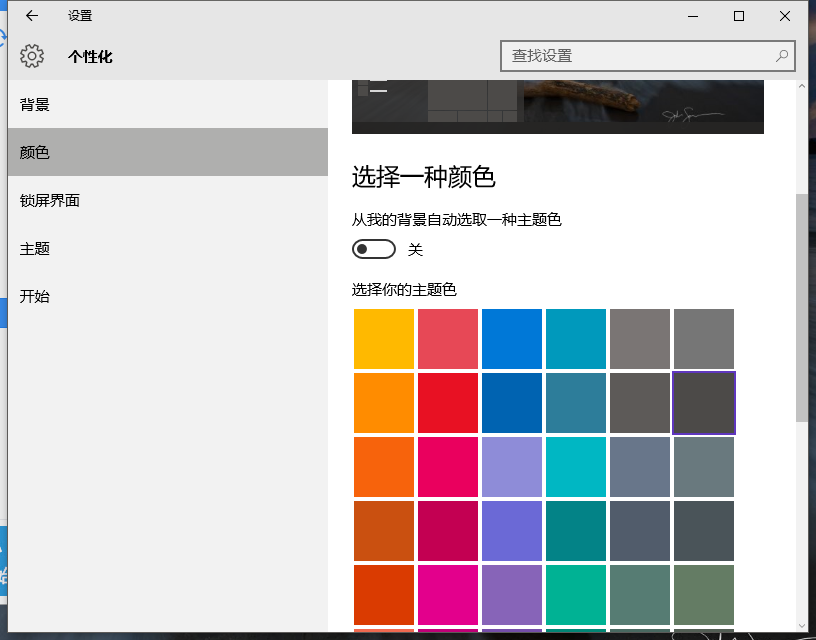 设置
个性化
查找设置
背景
颜色
锁屏界面
主题
开始
选择一种颜色
从我的背景自动选取一种主题色
关
选择你的主题色